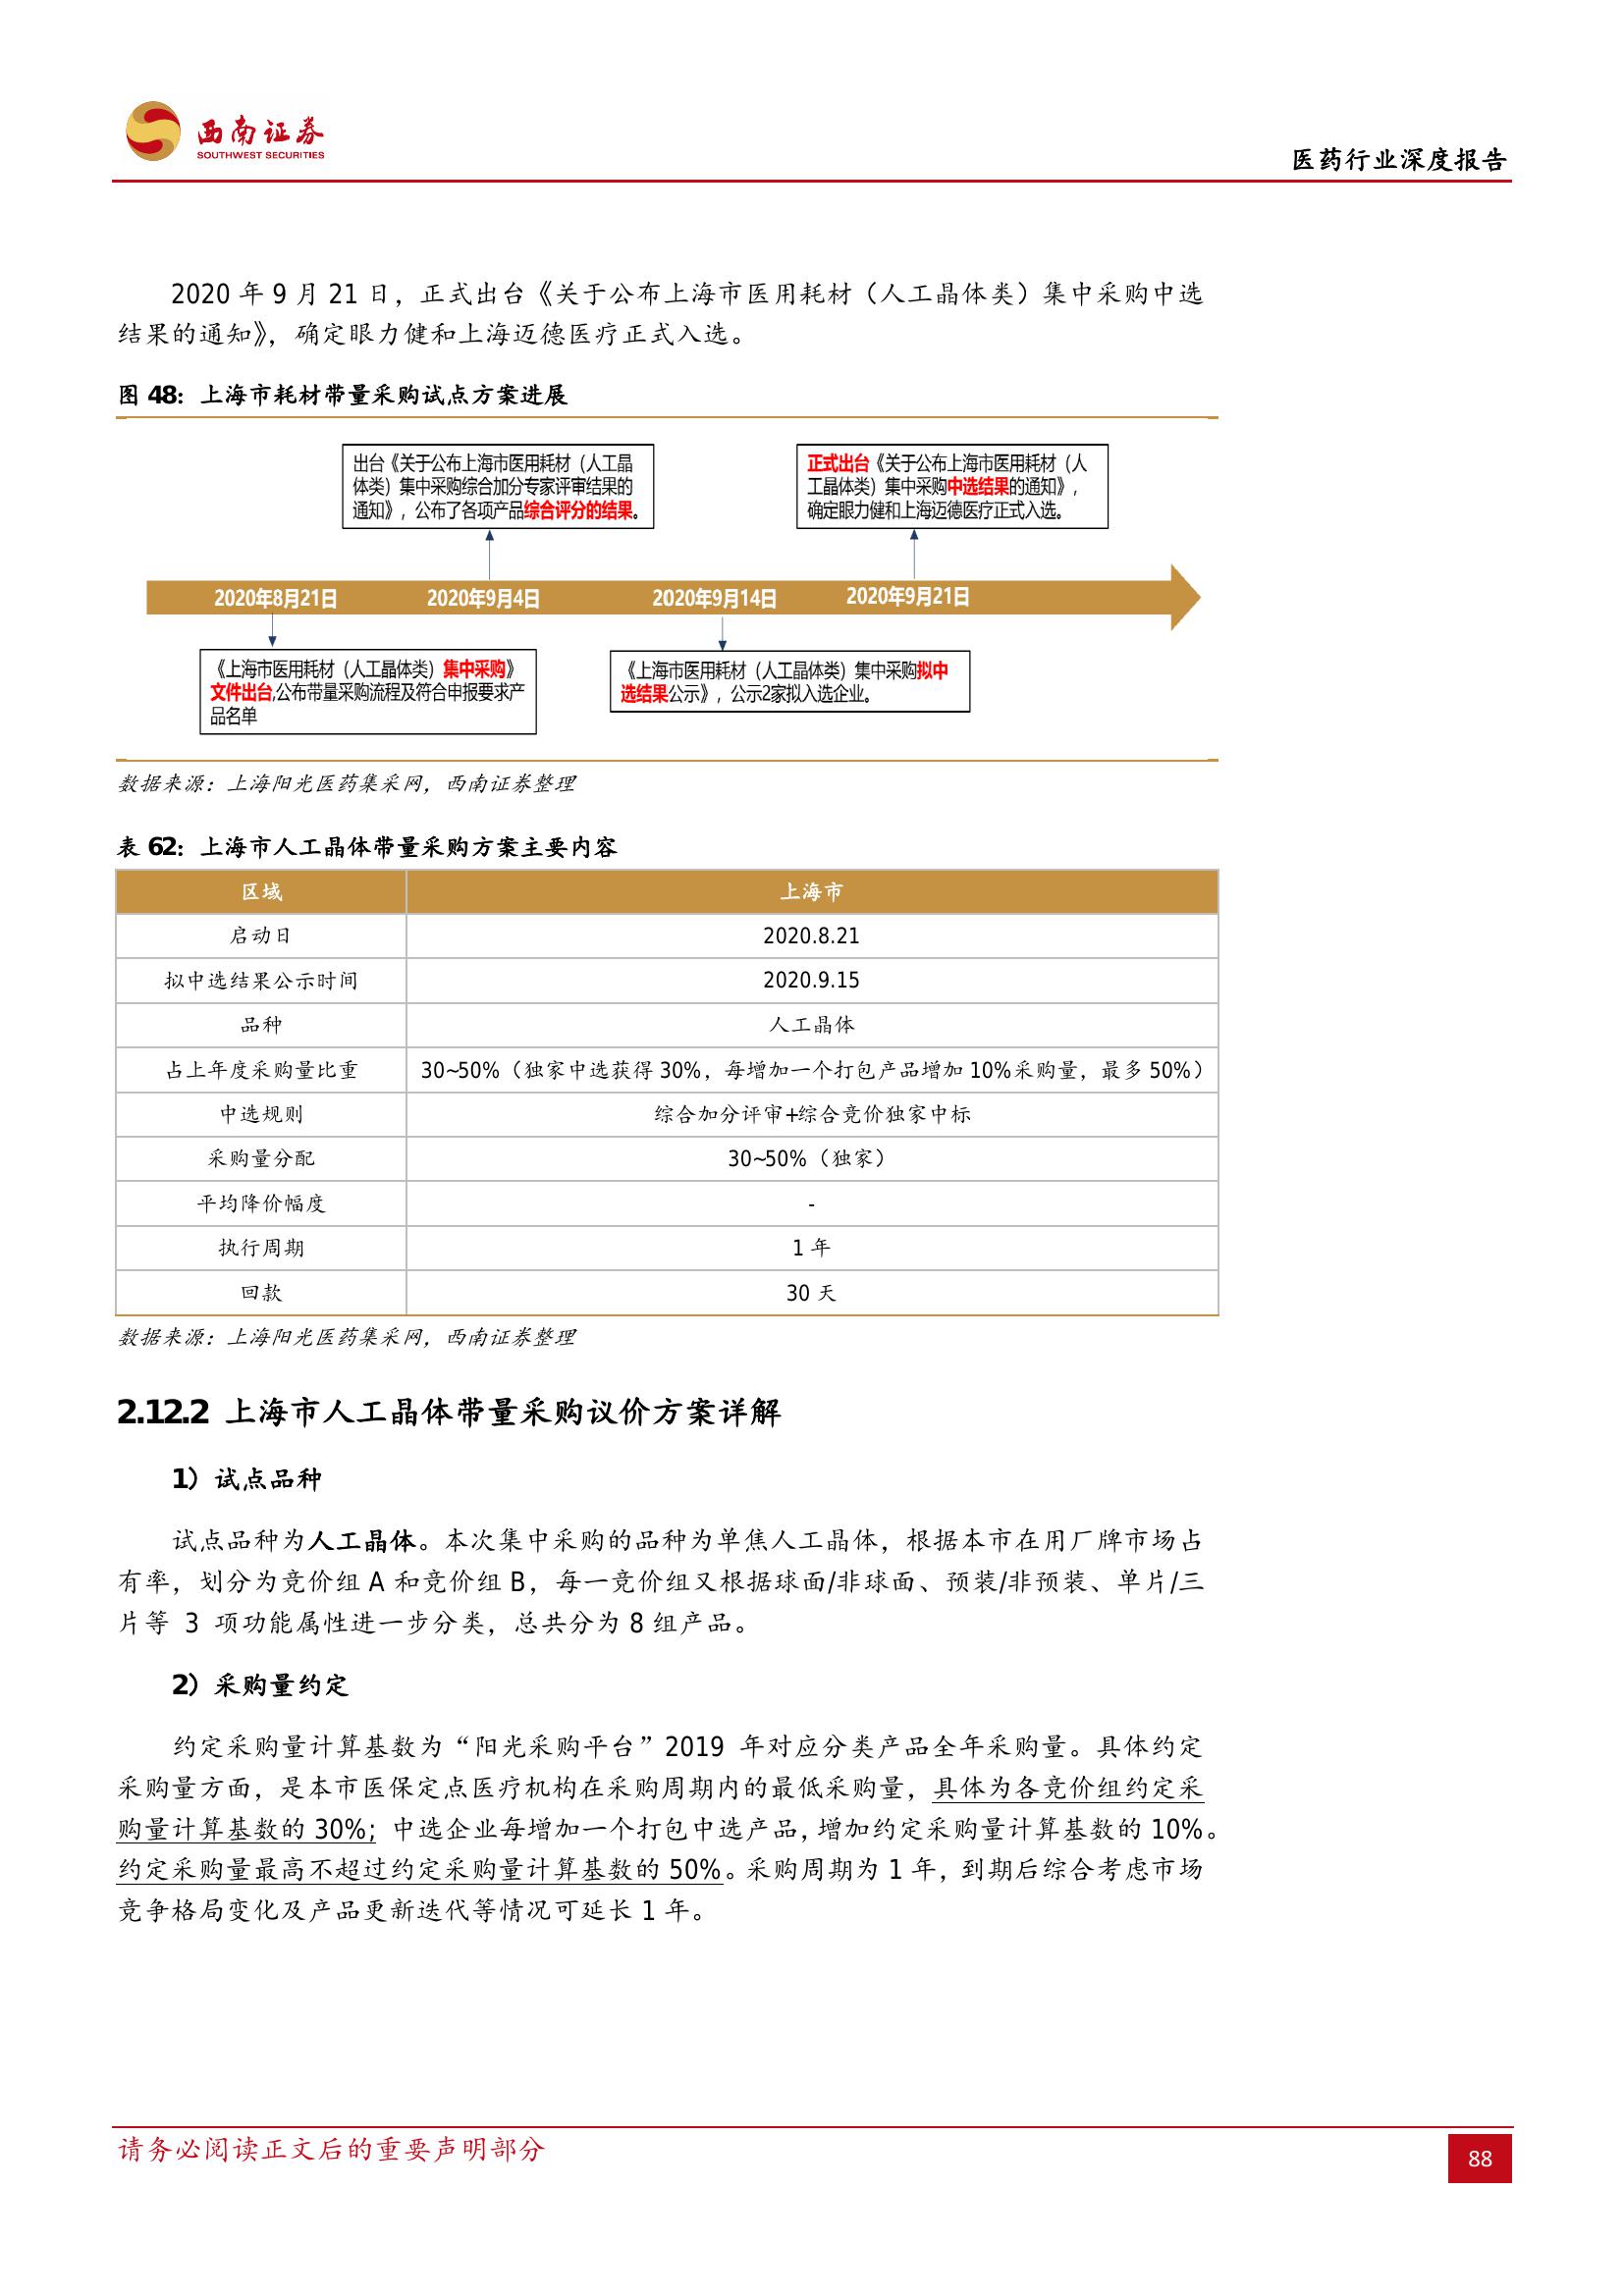 西南证券
SOUTHWEST SECURITIES
医药行业深度报告
2020 年 9 月 21 日，正式出台《关于公布上海市医用耗材（人工晶体类）集中采购中选
结果的通知》，确定眼力健和上海迈德医疗正式入选。
图 48：上海市耗材带量采购试点方案进展
出台《关于公布上海市医用耗材（人工晶
体类）集中采购综合加分专家评审结果的
通知》，公布了各项产品综合评分的结果。
正式出台《关于公布上海市医用耗材（人
工晶体类）集中采购中选结果的通知》，
确定眼力健和上海迈德医疗正式入选。
2020年8月21日
2020年9月4日
2020年9月14日
2020年9月21日
《上海市医用耗材（人工晶体类）集中采购》
文件出台,公布带量采购流程及符合申报要求产
品名单
《上海市医用耗材（人工晶体类）集中采购拟中
选结果公示》，公示2家拟入选企业。
数据来源：上海阳光医药集采网，西南证券整理
表 62：上海市人工晶体带量采购方案主要内容
区域 上海市
启动日 2020.8.21
拟中选结果公示时间 2020.9.15
品种 人工晶体
占上年度采购量比重 30~50%（独家中选获得 30%，每增加一个打包产品增加 10%采购量，最多 50%）
中选规则 综合加分评审+综合竞价独家中标
采购量分配 30~50%（独家）
平均降价幅度 -
执行周期 1 年
回款 30 天
数据来源：上海阳光医药集采网，西南证券整理
2.12.2 上海市人工晶体带量采购议价方案详解
1）试点品种
试点品种为人工晶体。本次集中采购的品种为单焦人工晶体，根据本市在用厂牌市场占
有率，划分为竞价组 A 和竞价组 B，每一竞价组又根据球面/非球面、预装/非预装、单片/三
片等 3 项功能属性进一步分类，总共分为 8 组产品。
2）采购量约定
约定采购量计算基数为“阳光采购平台”2019 年对应分类产品全年采购量。具体约定
采购量方面，是本市医保定点医疗机构在采购周期内的最低采购量，具体为各竞价组约定采
购量计算基数的 30%；中选企业每增加一个打包中选产品，增加约定采购量计算基数的 10%。
约定采购量最高不超过约定采购量计算基数的 50%。采购周期为 1 年，到期后综合考虑市场
竞争格局变化及产品更新迭代等情况可延长 1 年。
请务必阅读正文后的重要声明部分
88